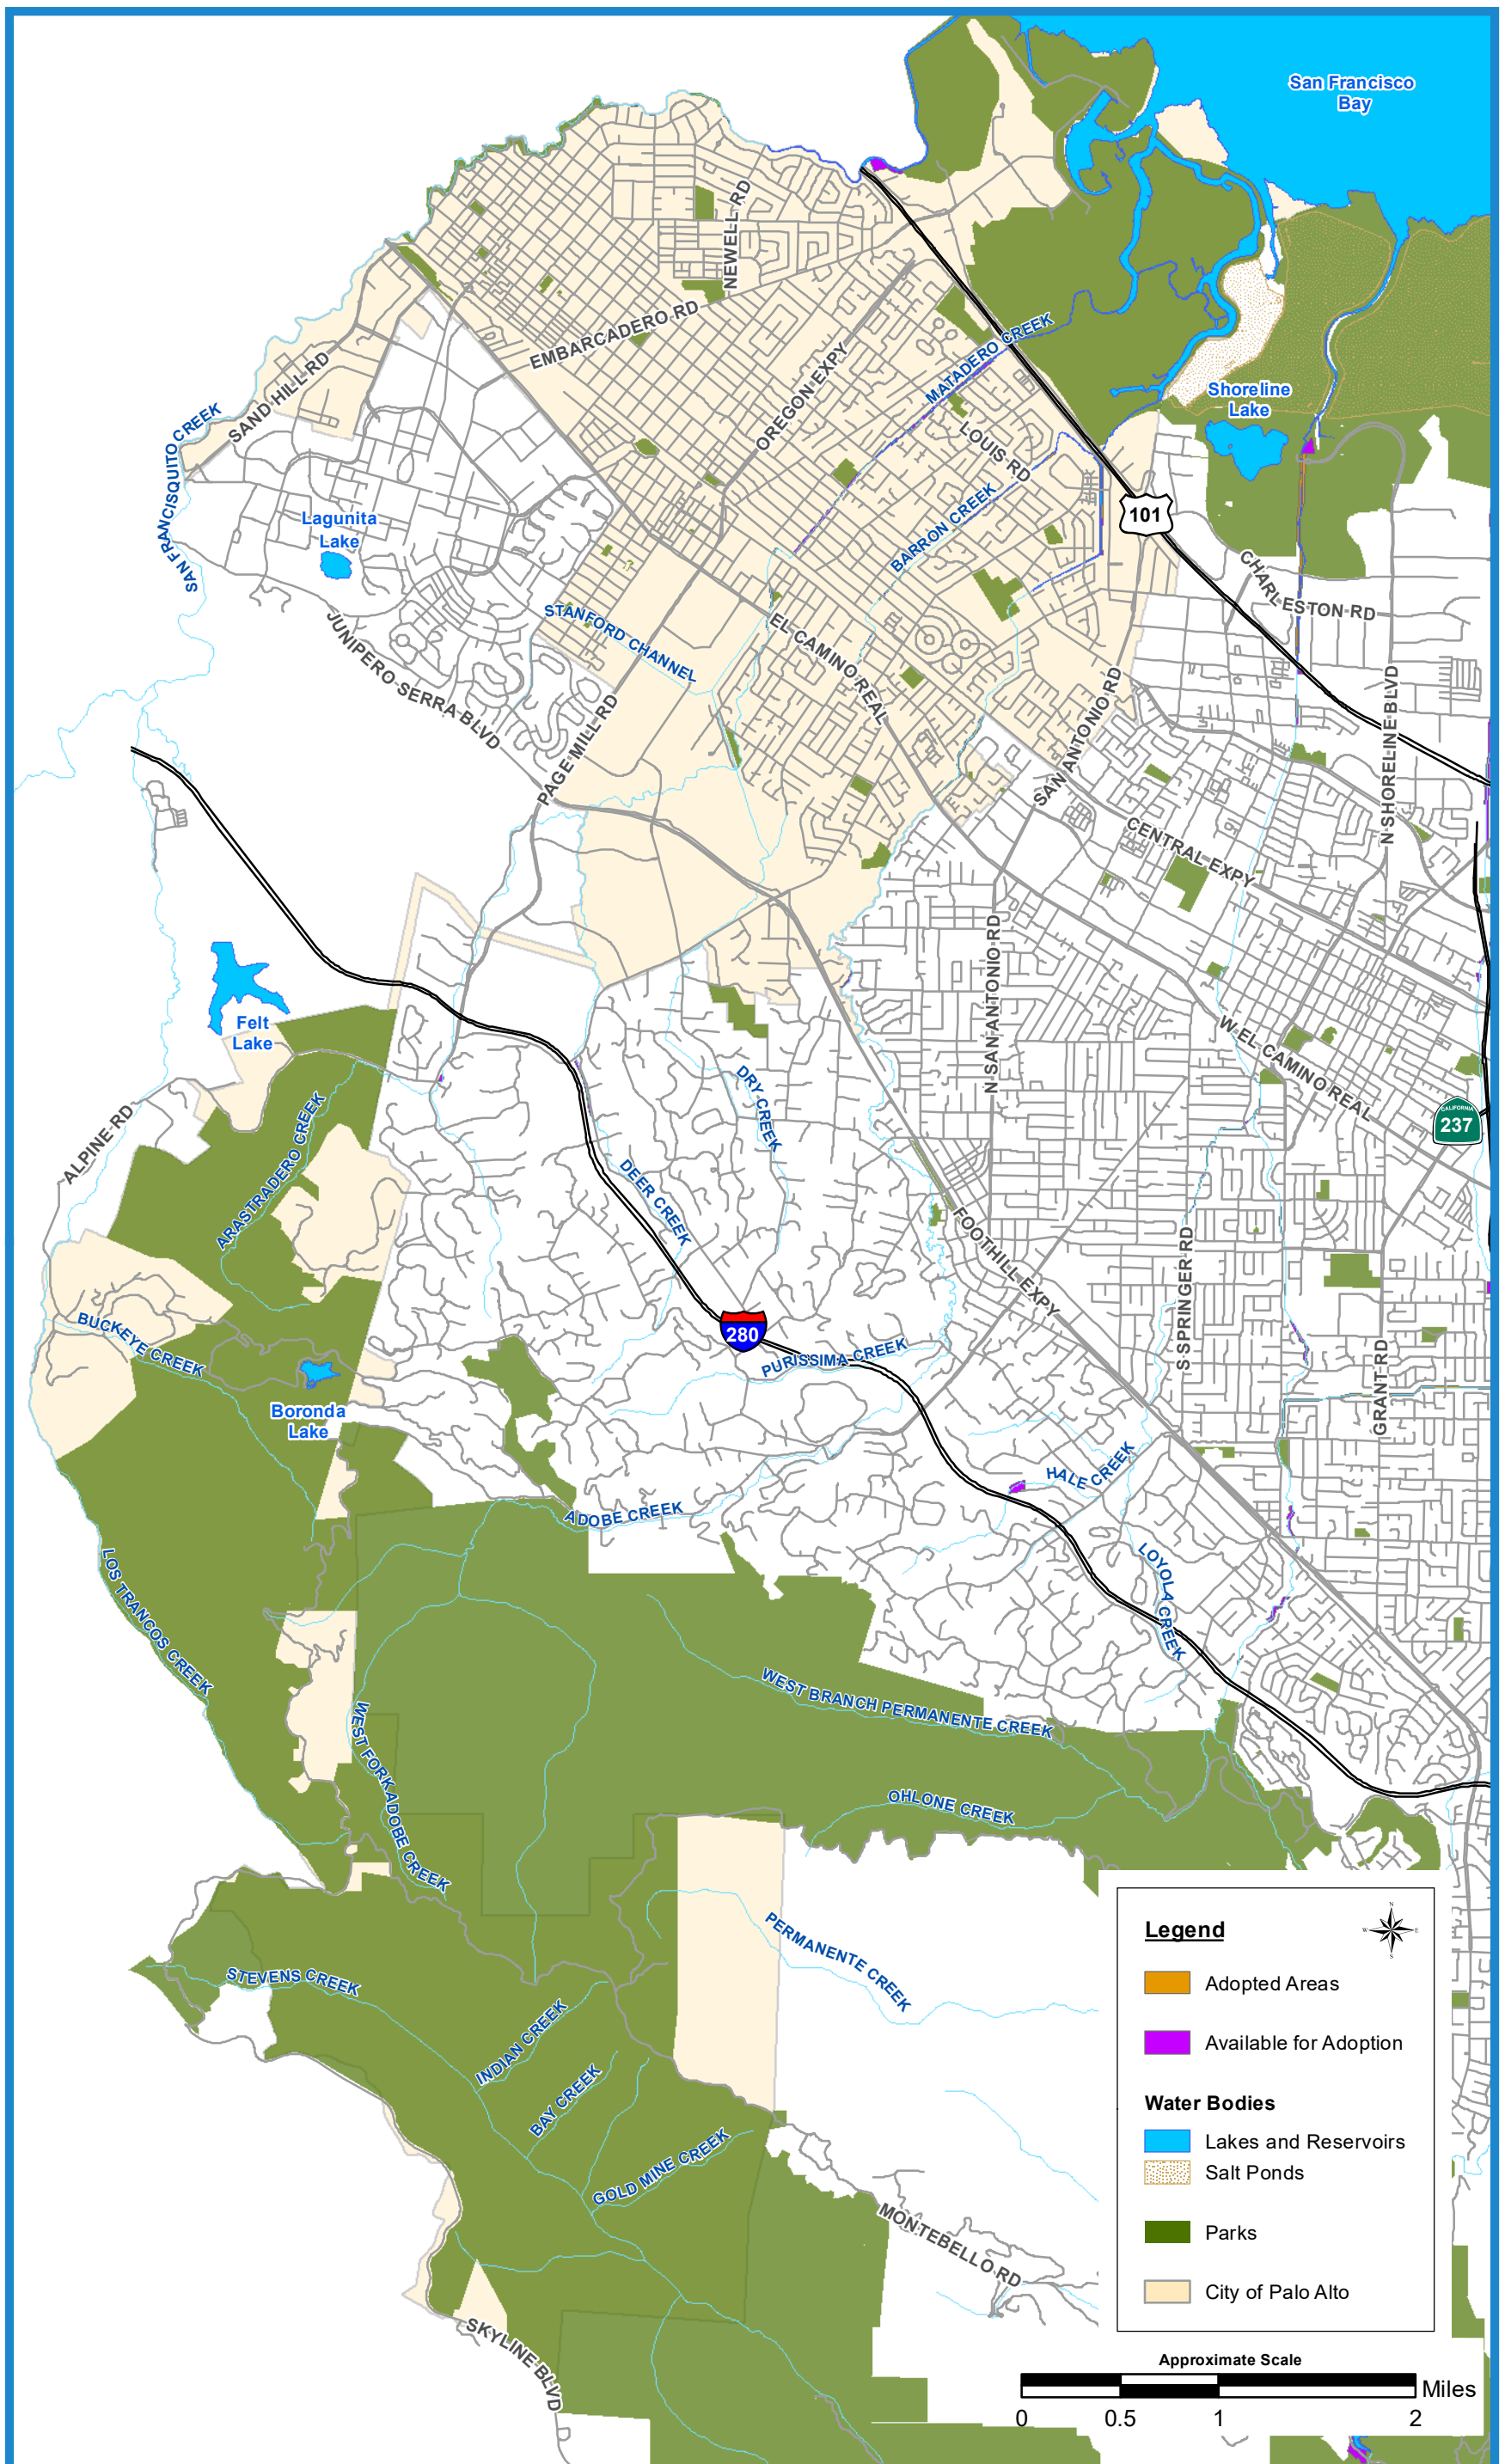 San Francisco
Bay
NEWELL RD
EMBARCADERO RD
SAND HILL RD
OREGON EXPY
MATADERO CREEK
Shoreline
Lake
SAN FRANCISQUITO CREEK
LOUIS RD
BARRON CREEK
101
Lagunita
Lake
CHARLESTON RD
STANFORD CHANNEL
EL CAMINO REAL
JUNIPERO SERRA BLVD
PAGE MILL RD
SAN ANTONIO RD
N SHORELINE BLVD
CENTRAL EXPY
N SAN ANTONIO RD
Felt
Lake
W EL CAMINO REAL
DRY CREEK
CALIFORNIA
237
ALPINE RD
ARASTRADERO CREEK
DEER CREEK
FOOTHILL EXPY
S SPRINGER RD
280
BUCKEYE CREEK
PURISSIMA CREEK
GRANT RD
Boronda
Lake
HALE CREEK
ADOBE CREEK
LOYOLA CREEK
LOS TRANCOS CREEK
WEST BRANCH PERMANENTE CREEK
WEST FORK ADOBE CREEK
OHLONE CREEK
PERMANENTE CREEK
STEVENS CREEK
INDIAN CREEK
BAY CREEK
GOLD MINE CREEK
MONTEBELLO RD
SKYLINE BLVD
Legend
N
W E
S
Adopted Areas
Available for Adoption
Water Bodies
Lakes and Reservoirs
Salt Ponds
Parks
City of Palo Alto
Approximate Scale
Miles
0 0.5 1 2